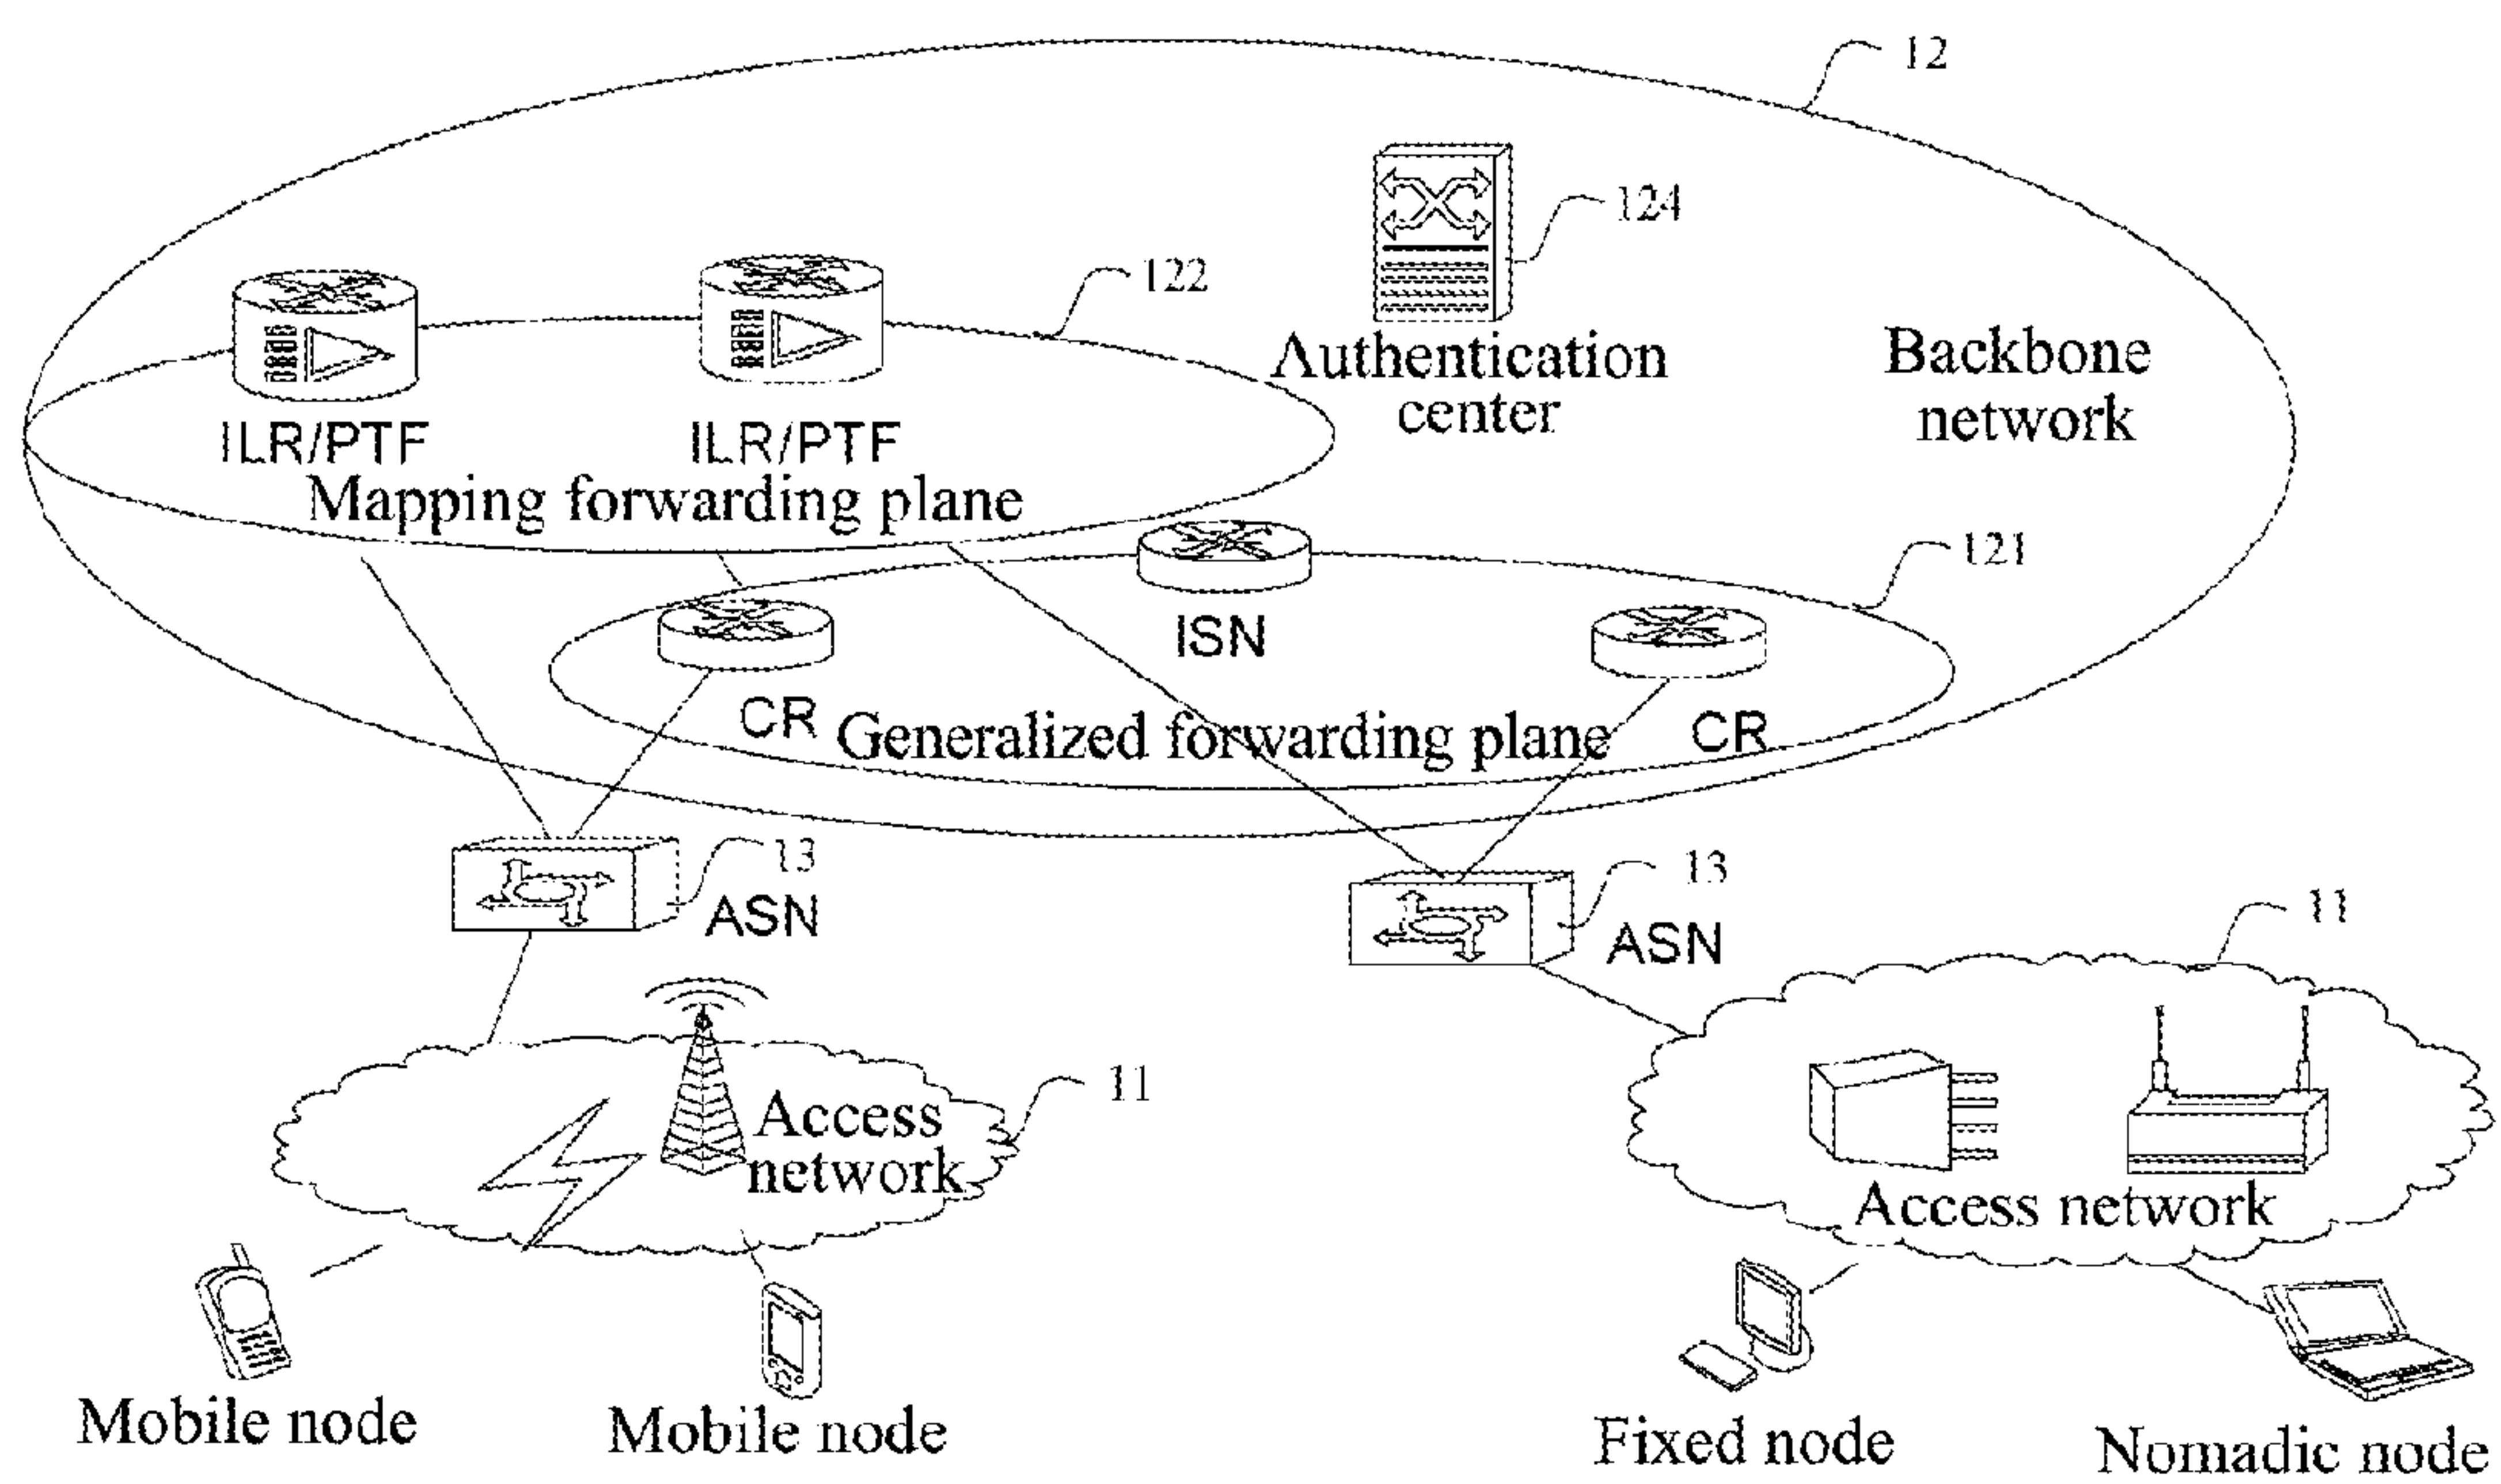 12
124
122
Authentication
center
Backbone
network
ILR/PTF
ILR/PTF
Mapping forwarding plane
121
ISN
CR
Generalized forwarding plane
CR
13
ASN
13
ASN
11
11
Access
network
Access network
Mobile node
Mobile node
Fixed node
Nomadic node